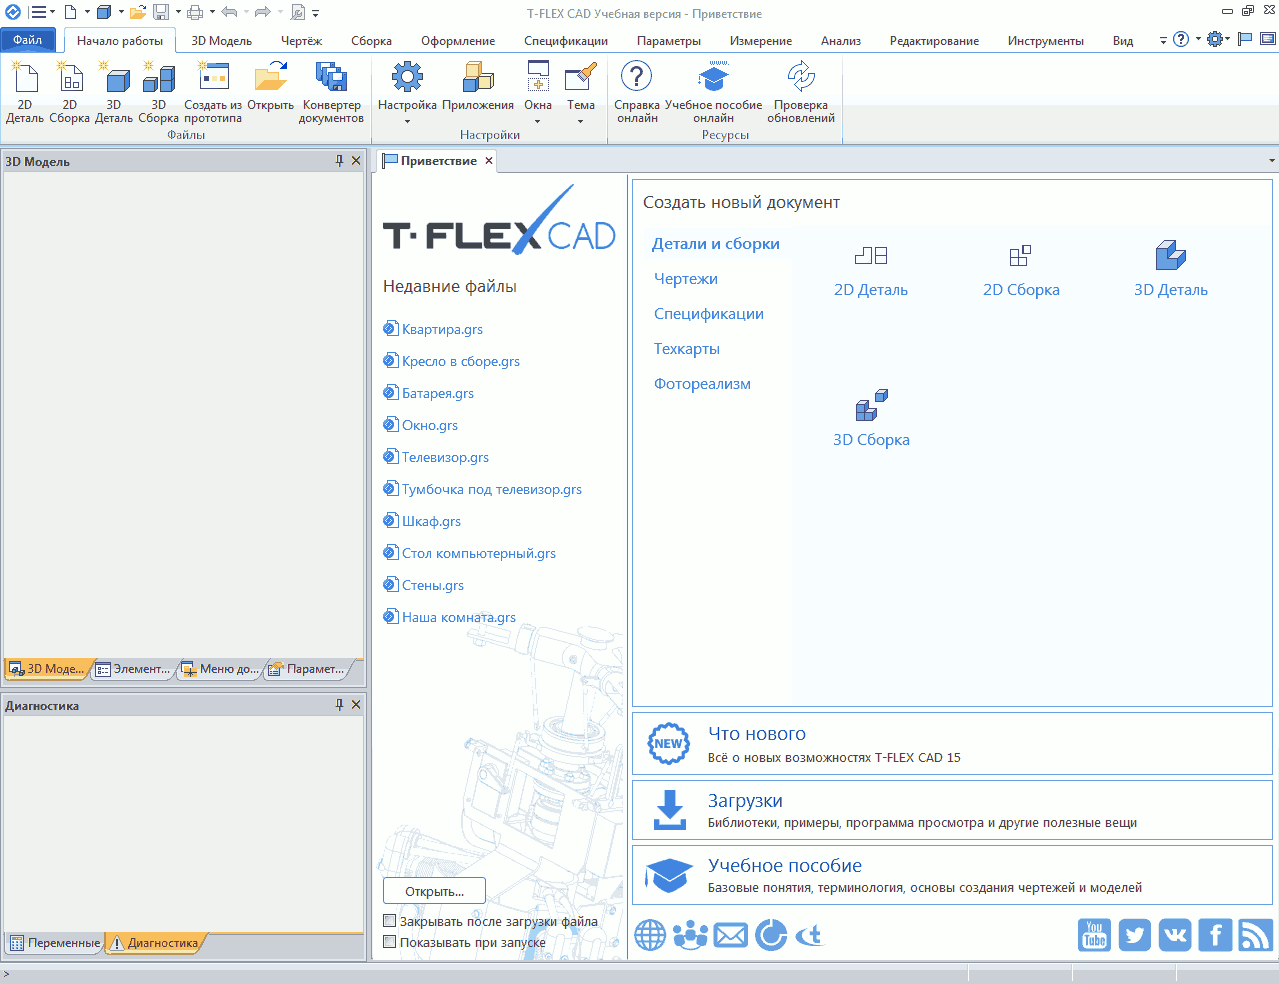 T-FLEX CAD Учебная версия - Приветствие
Файл
Начало работы
3D Модель
Чертёж
Сборка
Оформление
Спецификации
Параметры
Измерение
Анализ
Редактирование
Инструменты
Вид
2D Деталь
2D Сборка
3D Деталь
3D Сборка
Создать из прототипа
Открыть
Конвертер документов
Настройка
Приложения
Окна
Тема
Справка онлайн
Учебное пособие онлайн
Проверка обновлений
Файлы
Настройки
Ресурсы
3D Модель
3D Моде...
Элемент...
Меню до...
Парамет...
Диагностика
Переменные
Диагностика
>
Приветствие
T-FLEX CAD
Недавние файлы
Квартира.grs
Кресло в сборе.grs
Батарея.grs
Окно.grs
Телевизор.grs
Тумбочка под телевизор.grs
Шкаф.grs
Стол компьютерный.grs
Стены.grs
Наша комната.grs
Открыть...
Закрывать после загрузки файла
Показывать при запуске
Создать новый документ
Детали и сборки
Чертежи
Спецификации
Техкарты
Фотореализм
2D Деталь
2D Сборка
3D Деталь
3D Сборка
NEW
Что нового
Всё о новых возможностях T-FLEX CAD 15
Загрузки
Библиотеки, примеры, программа просмотра и другие полезные вещи
Учебное пособие
Базовые понятия, терминология, основы создания чертежей и моделей
You Tube